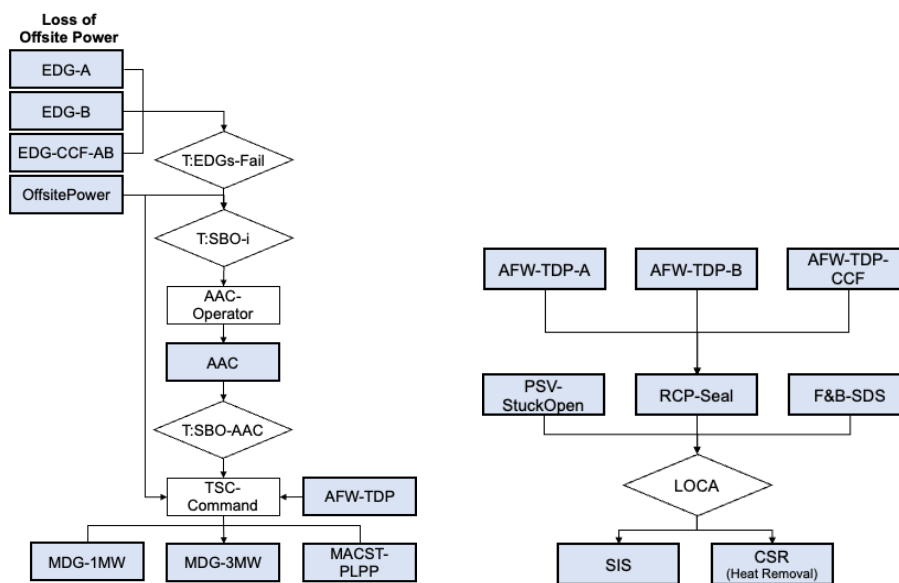 Loss of
Offsite Power
EDG-A
EDG-B
EDG-CCF-AB
OffsitePower
T:EDGs-Fail
T:SBO-i
AAC-
Operator
AAC
T:SBO-AAC
TSC-
Command
AFW-TDP
MDG-1MW
MDG-3MW
MACST-
PLPP
AFW-TDP-A
AFW-TDP-B
AFW-TDP-
CCF
PSV-
StuckOpen
RCP-Seal
F&B-SDS
LOCA
SIS
CSR
(Heat Removal)